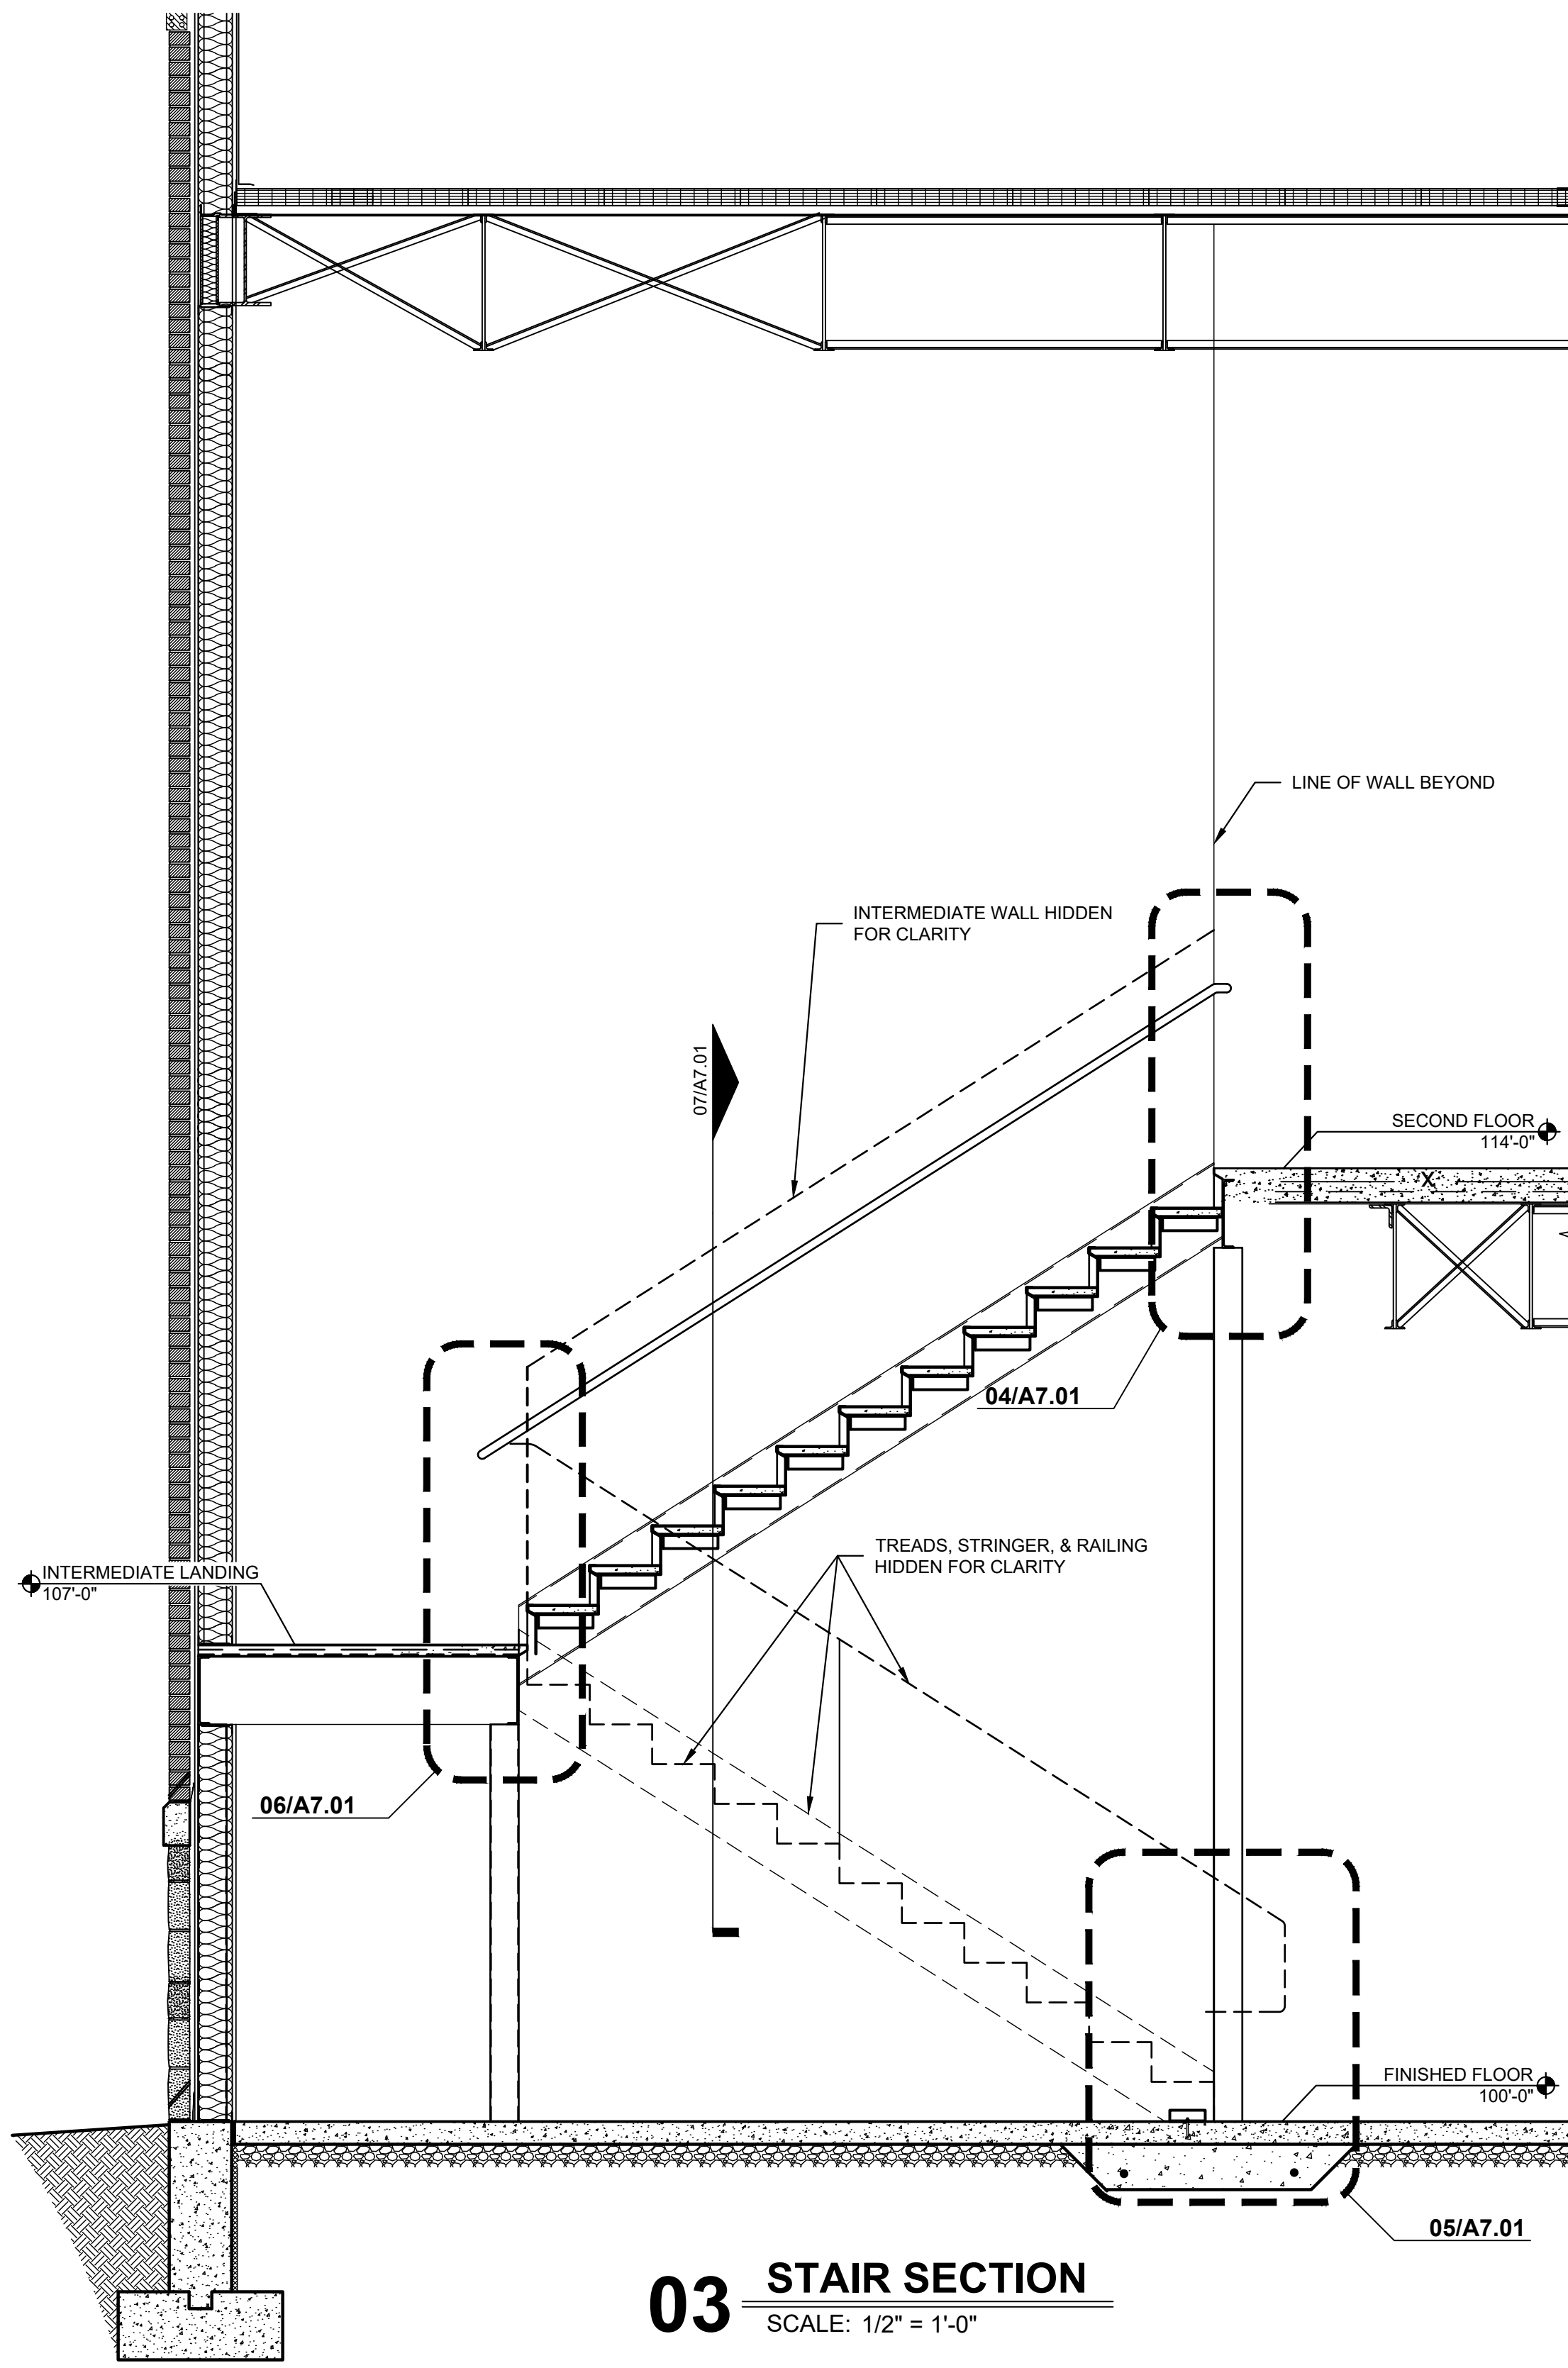 LINE OF WALL BEYOND
INTERMEDIATE WALL HIDDEN
FOR CLARITY
07/A7.01
SECOND FLOOR
114'-0"
X
04/A7.01
TREADS, STRINGER, & RAILING
HIDDEN FOR CLARITY
INTERMEDIATE LANDING
107'-0"
06/A7.01
FINISHED FLOOR
100'-0"
05/A7.01
03
STAIR SECTION
SCALE: 1/2" = 1'-0"